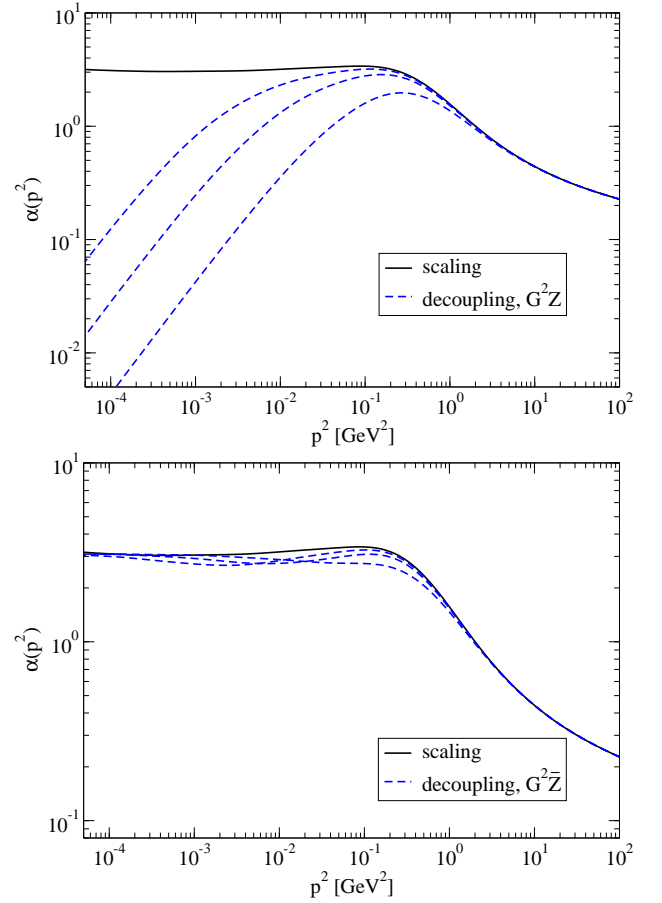 10^1
10^0
10^-1
10^-2
α(p^2)
scaling
decoupling, G^2Z
10^-4 10^-3 10^-2 10^-1 10^0 10^1 10^2
p^2 [GeV^2]
10^1
10^0
10^-1
α(p^2)
scaling
decoupling, G^2Z̄
10^-4 10^-3 10^-2 10^-1 10^0 10^1 10^2
p^2 [GeV^2]